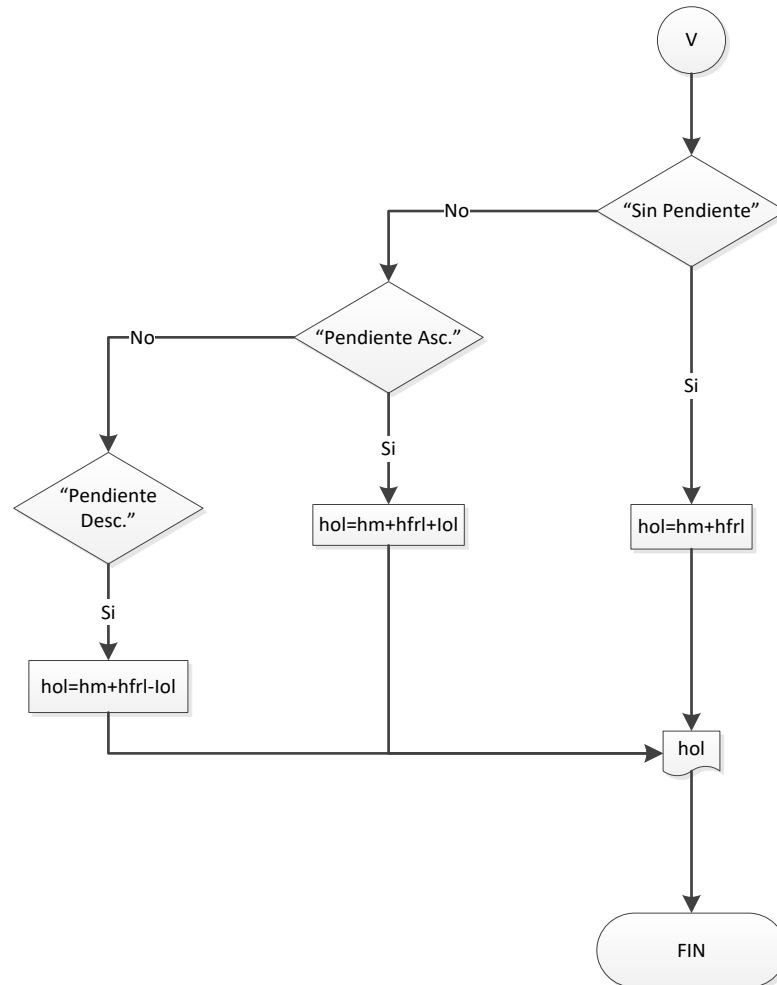 V
“Sin Pendiente”
No
“Pendiente Asc.”
No
Si
Si
“Pendiente
Desc.”
hol=hm+hfrl+Iol
hol=hm+hfrl
Si
hol=hm+hfrl-Iol
hol
FIN